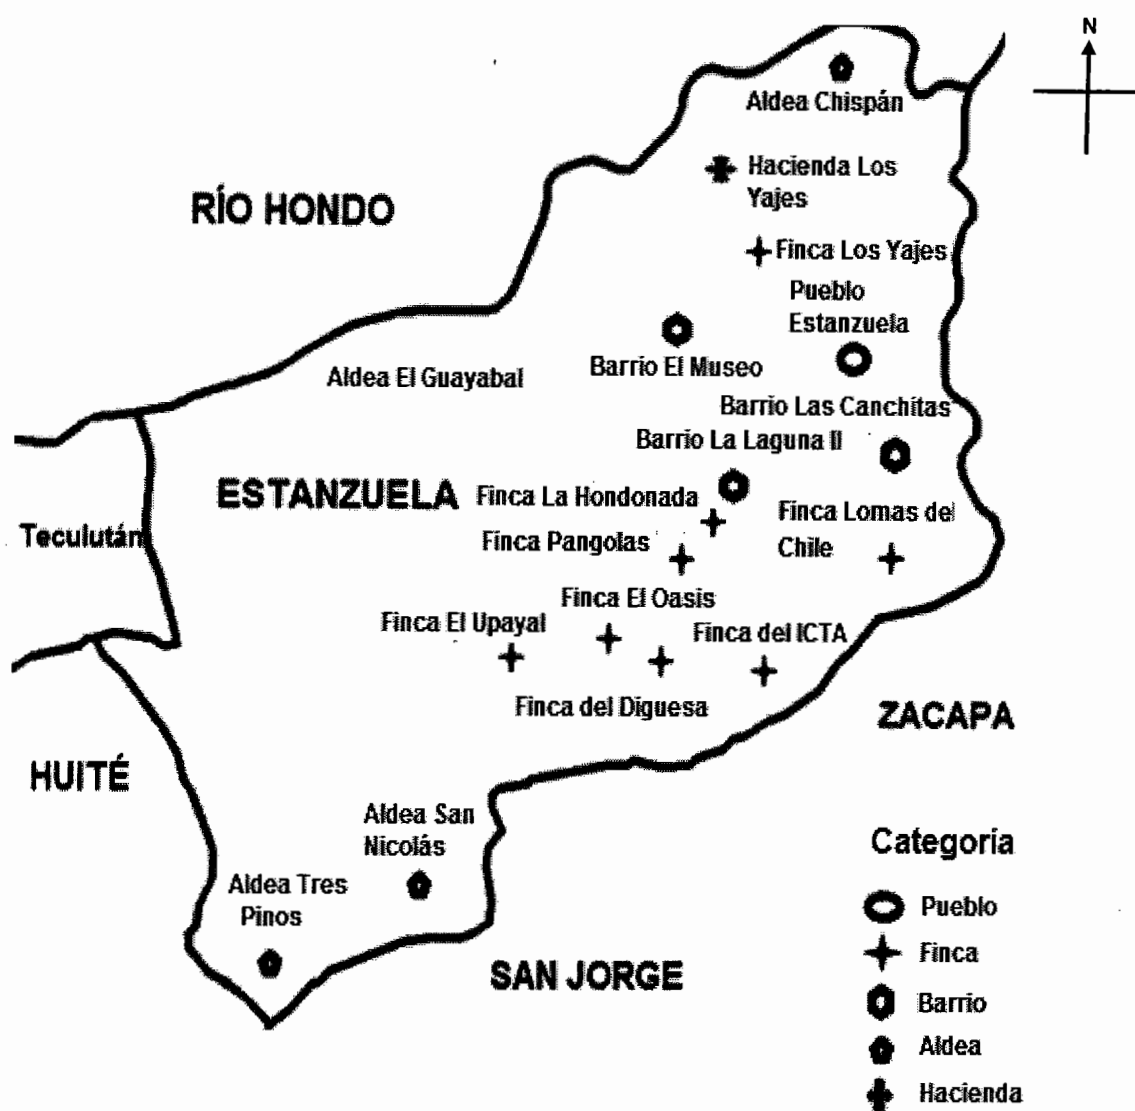 N
Aldea Chispán
Hacienda Los
Yajes
RÍO HONDO
Finca Los Yajes
Pueblo
Estanzuela
Barrio El Museo
Aldea El Guayabal
Barrio Las Canchitas
Barrio La Laguna II
ESTANZUELA
Finca La Hondonada
Finca Lomas del
Chile
Teculután
Finca Pangolas
Finca El Oasis
Finca El Upayal
Finca del ICTA
Finca del Diguesa
ZACAPA
HUITÉ
Aldea San
Nicolás
Aldea Tres
Pinos
SAN JORGE
Categoría
Pueblo
Finca
Barrio
Aldea
Hacienda